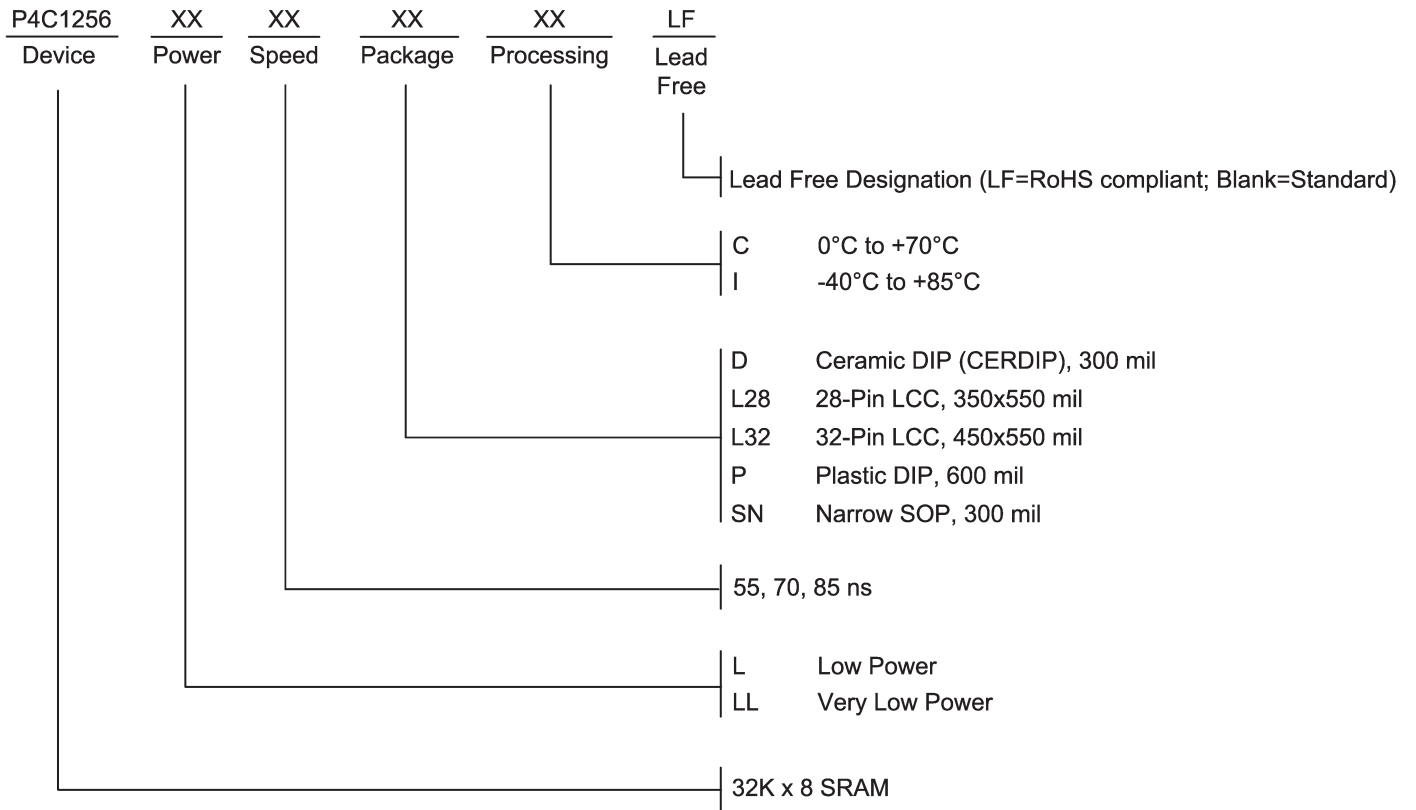 P4C1256 XX XX XX XX LF
Device Power Speed Package Processing Lead
Free
Lead Free Designation (LF=RoHS compliant; Blank=Standard)
C 0°C to +70°C
I -40°C to +85°C
D Ceramic DIP (CERDIP), 300 mil
L28 28-Pin LCC, 350x550 mil
L32 32-Pin LCC, 450x550 mil
P Plastic DIP, 600 mil
SN Narrow SOP, 300 mil
55, 70, 85 ns
L Low Power
LL Very Low Power
32K x 8 SRAM